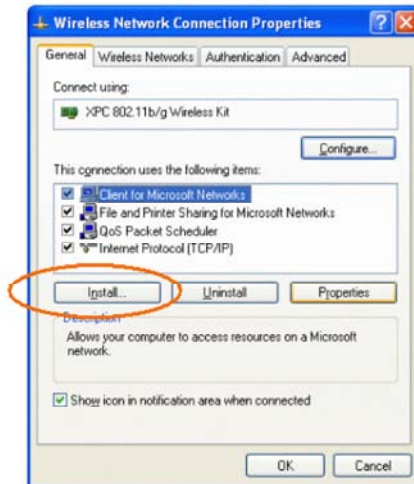 Wireless Network Connection Properties
General Wireless Networks Authentication Advanced
Connect using:
XPC 802.11b/g Wireless Kit
Configure...
This connection uses the following items:
Client for Microsoft Networks
File and Printer Sharing for Microsoft Networks
QoS Packet Scheduler
Internet Protocol (TCP/IP)
Install... Uninstall Properties
Description
Allows your computer to access resources on a Microsoft
network.
Show icon in notification area when connected
OK Cancel